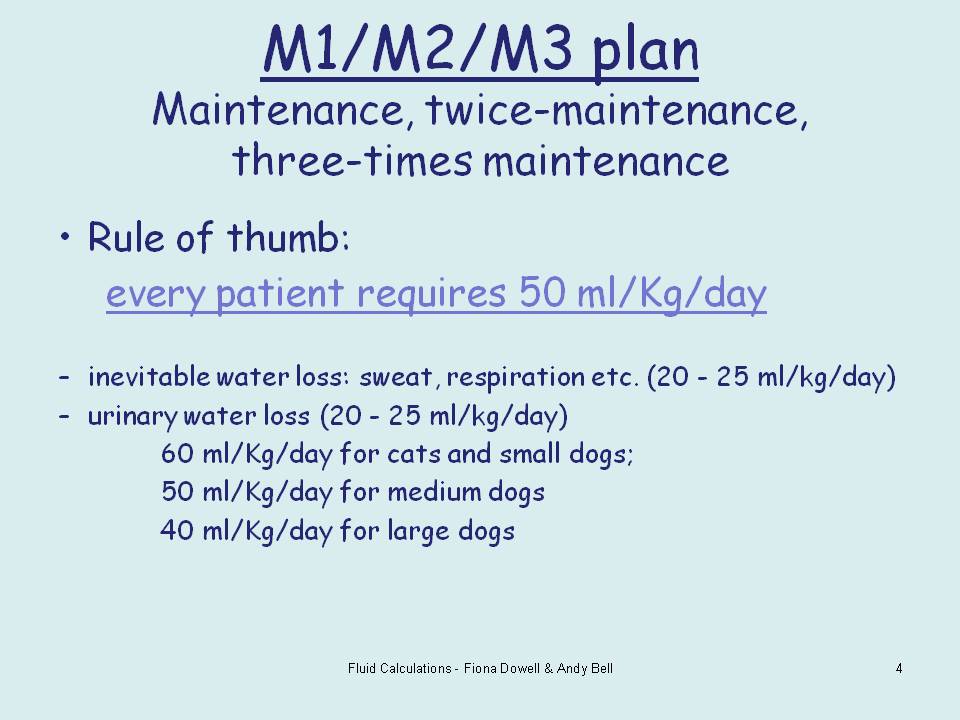 M1/M2/M3 plan
Maintenance, twice-maintenance,
three-times maintenance
• Rule of thumb:
every patient requires 50 ml/Kg/day
– inevitable water loss: sweat, respiration etc. (20 - 25 ml/kg/day)
– urinary water loss (20 - 25 ml/kg/day)
60 ml/Kg/day for cats and small dogs;
50 ml/Kg/day for medium dogs
40 ml/Kg/day for large dogs
Fluid Calculations - Fiona Dowell & Andy Bell
4